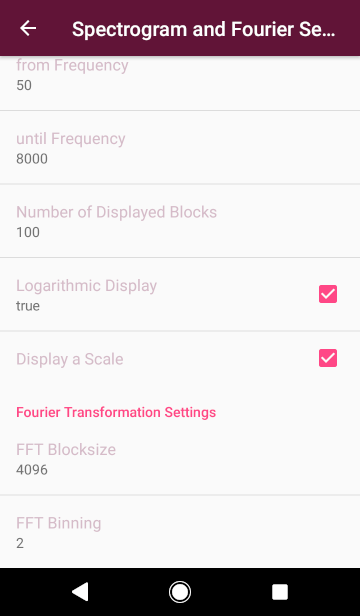 Spectrogram and Fourier Se...
from Frequency
50
until Frequency
8000
Number of Displayed Blocks
100
Logarithmic Display
true
Display a Scale
Fourier Transformation Settings
FFT Blocksize
4096
FFT Binning
2